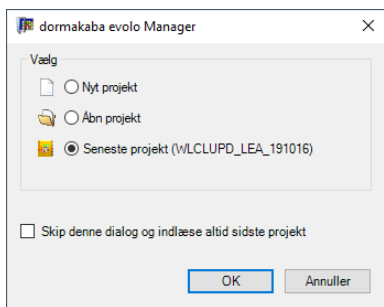 dormakaba evolo Manager
Vælg
Nyt projekt
Åbn projekt
Seneste projekt (WLCLUPD_LEA_191016)
Skip denne dialog og indlæse altid sidste projekt
OK
Annuller